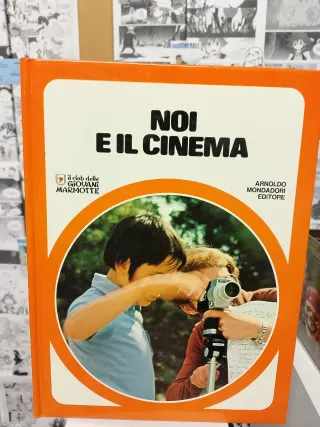 NOI
E IL CINEMA
il club delle
GIOVANI
MARMOTTE
ARNOLDO
MONDADORI
EDITORE